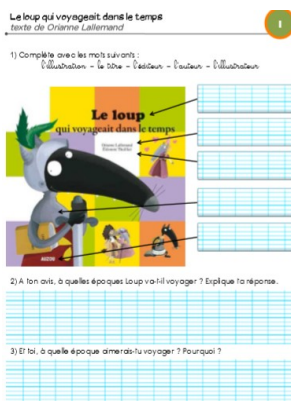 Le loup qui voyageait dans le temps
texte de Orianne Lallemand
1
1) Complète avec les mots suivants :
l'illustration – le titre – l'éditeur – l'auteur – l'illustrateur
Le loup
qui voyageait dans le temps
Orianne Lallemand
Éléonore Thuillier
AUZOU
2) A ton avis, à quelles époques Loup va-t-il voyager ? Explique ta réponse.
3) Et toi, à quelle époque aimerais-tu voyager ? Pourquoi ?